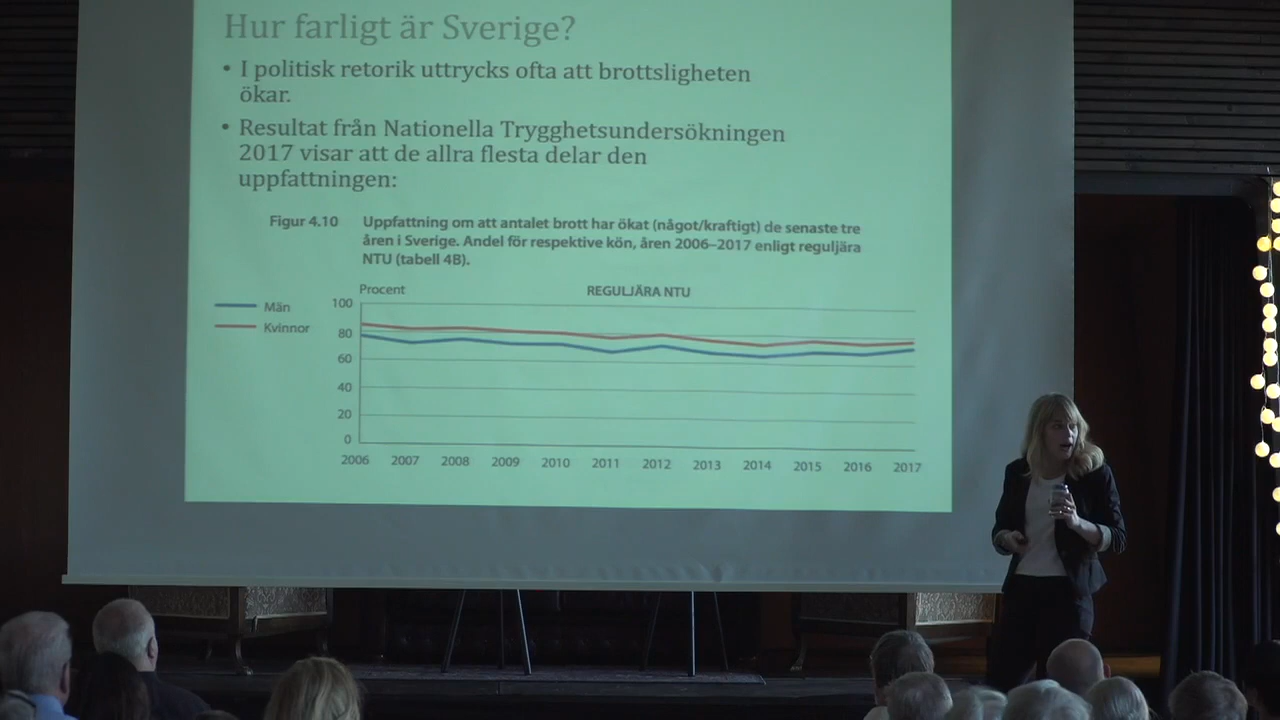 Hur farligt är Sverige?
• I politisk retorik uttrycks ofta att brottsligheten
ökar.
• Resultat från Nationella Trygghetsundersökningen
2017 visar att de allra flesta delar den
uppfattningen:
Figur 4.10 Uppfattning om att antalet brott har ökat (något/kraftigt) de senaste tre
åren i Sverige. Andel för respektive kön, åren 2006–2017 enligt reguljära
NTU (tabell 4B).
Procent REGULJÄRA NTU
Män
Kvinnor
100
80
60
40
20
0
2006 2007 2008 2009 2010 2011 2012 2013 2014 2015 2016 2017